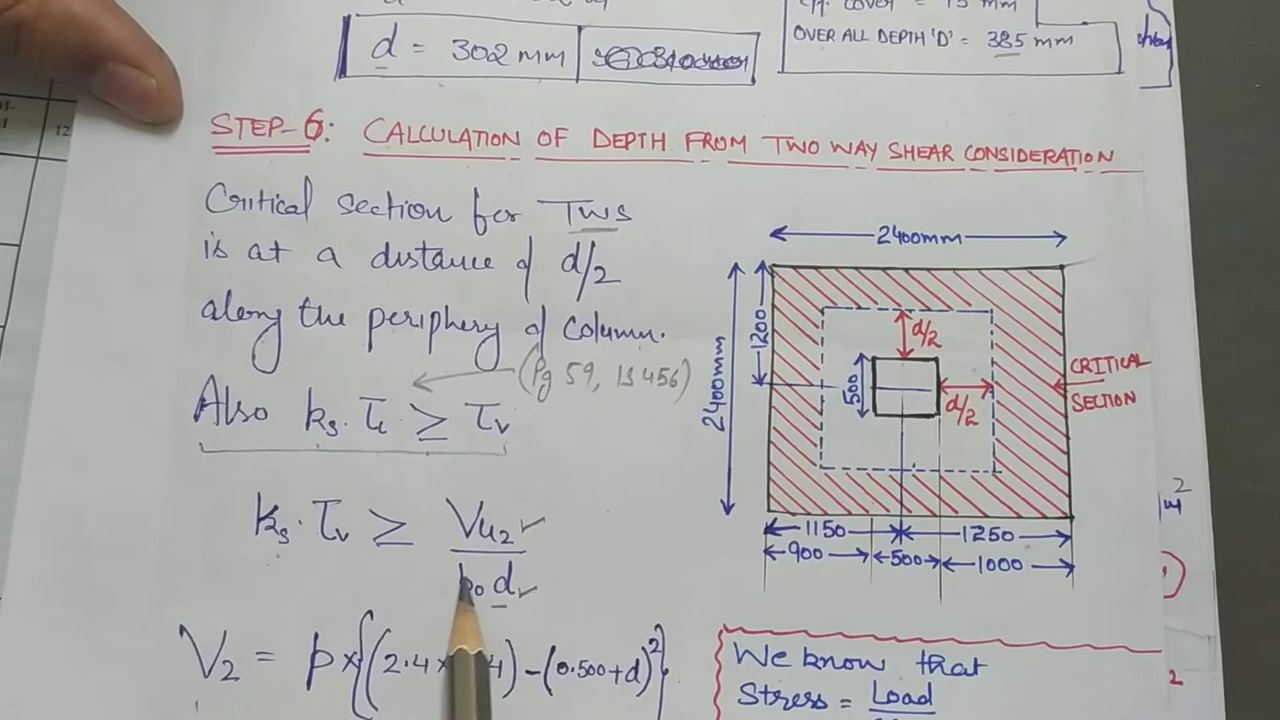 d = 302 mm
OVER ALL DEPTH 'D' = 385 mm
12
STEP-6: CALCULATION OF DEPTH FROM TWO WAY SHEAR CONSIDERATION
Critical section for TWS
is at a distance of d/2
along the periphery of column.
(Pg 59, IS 456)
Also ks. τc ≥ τv
ks. τv ≥ Vu2 / b0 d
V2 = p×{(2.4× 4) - (0.500+d)²}
2400mm
2400mm
1200
500
d/2
d/2
CRITICAL
SECTION
1150
1250
900
500
1000
We know that
Stress = Load